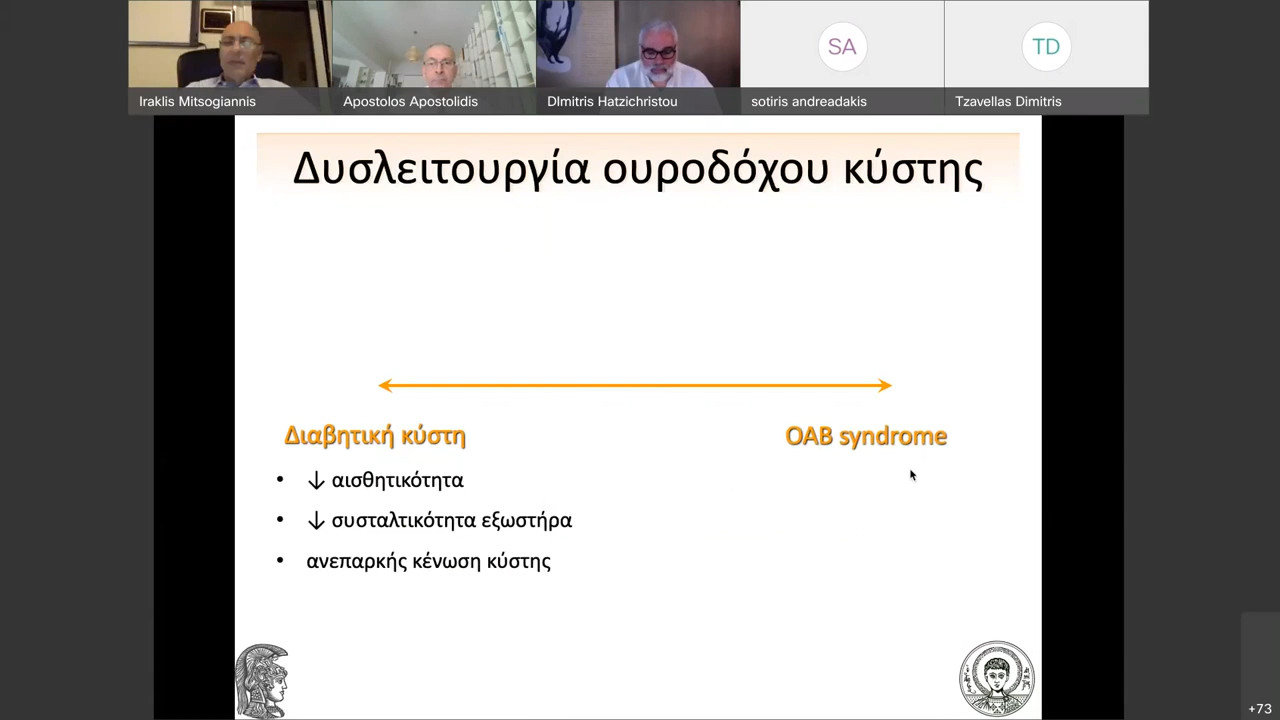 Iraklis Mitsogiannis
Apostolos Apostolidis
DImitris Hatzichristou
SA
sotiris andreadakis
TD
Tzavellas Dimitris
Δυσλειτουργία ουροδόχου κύστης
Διαβητική κύστη
OAB syndrome
• ↓ αισθητικότητα
• ↓ συσταλτικότητα εξωστήρα
• ανεπαρκής κένωση κύστης
+73